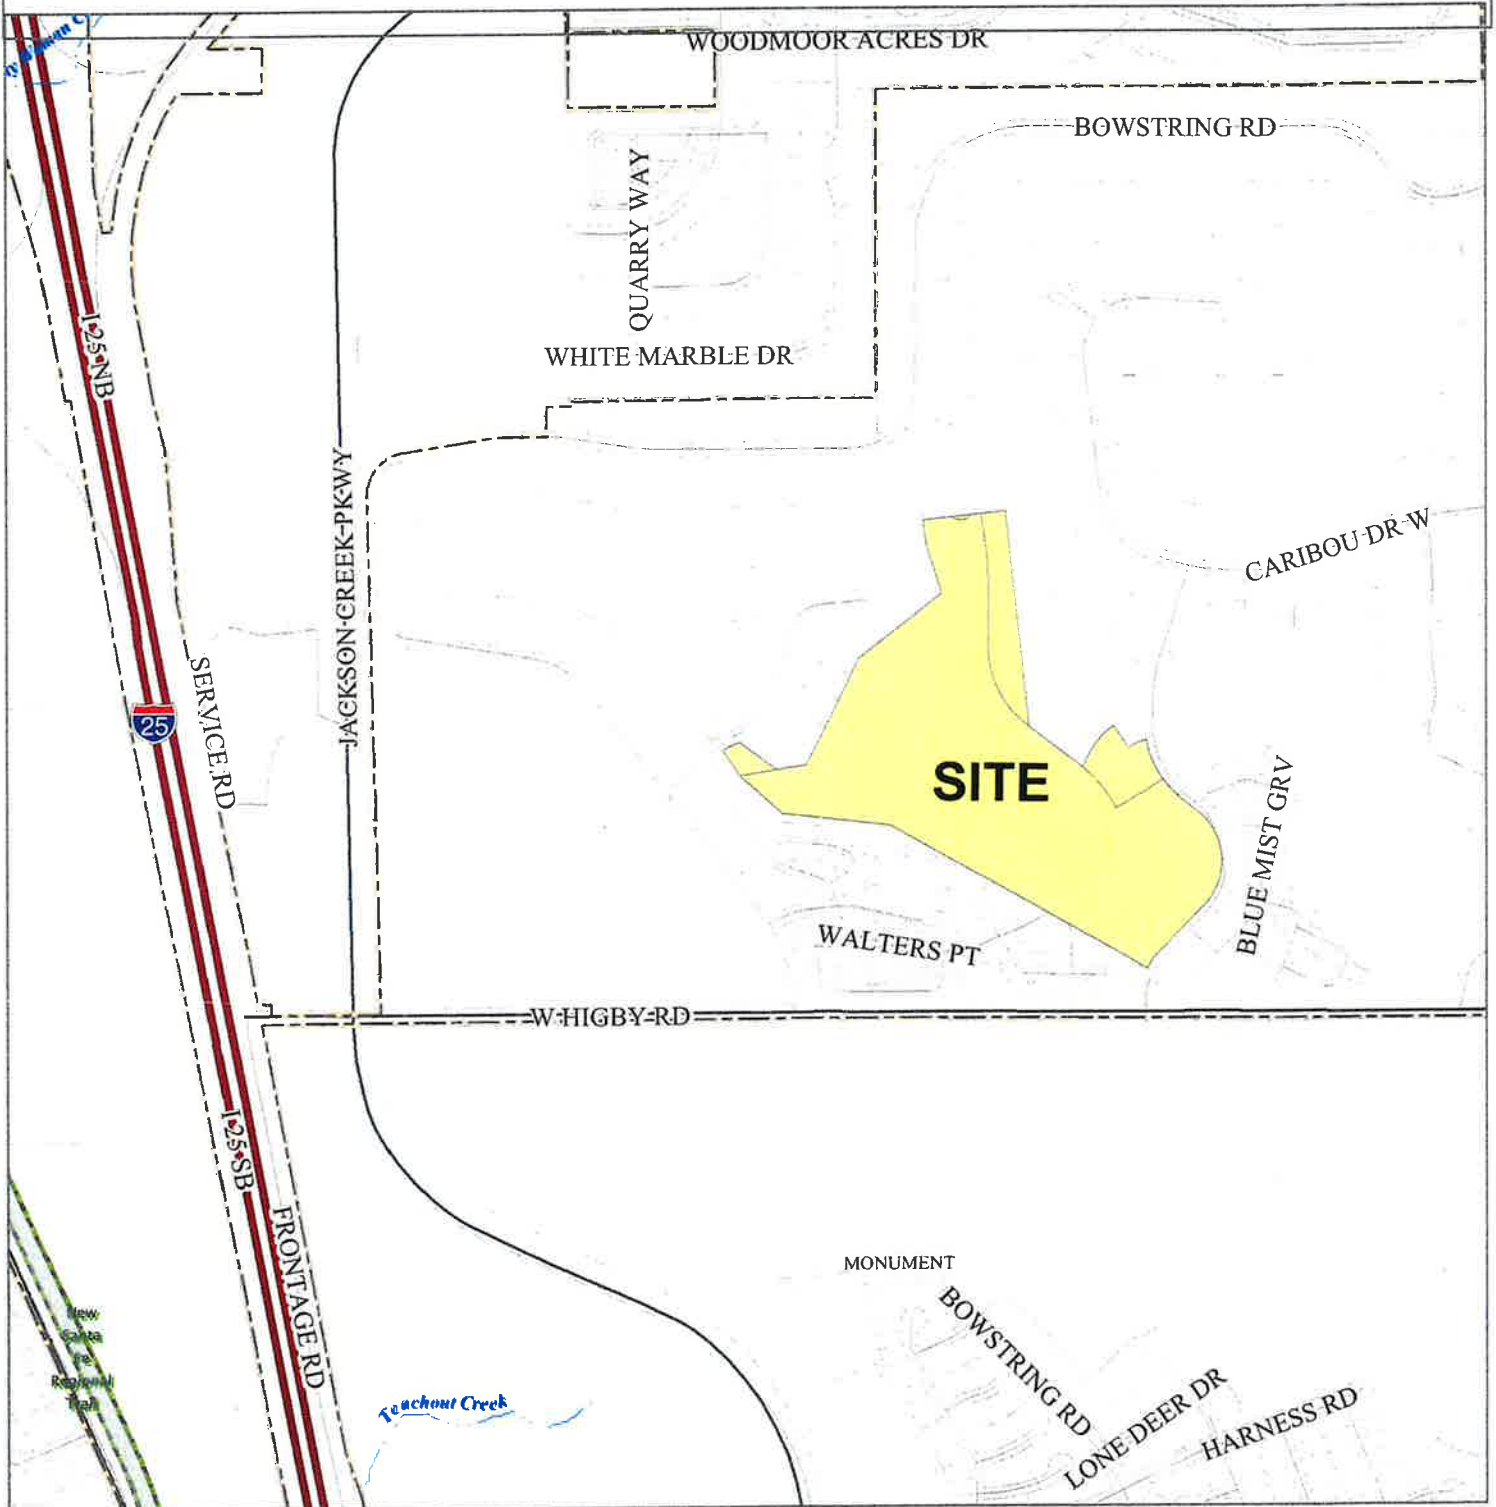 WOODMOOR ACRES DR
BOWSTRING RD
QUARRY WAY
I-25 NB
WHITE MARBLE DR
JACKSON CREEK PKWY
CARIBOU DR W
SERVICE RD
25
SITE
BLUE MIST GRV
WALTERS PT
W HIGBY RD
I-25 SB
FRONTAGE RD
MONUMENT
BOWSTRING RD
New
Santa
Fe
Regional
Trail
Teachout Creek
LONE DEER DR
HARNESS RD